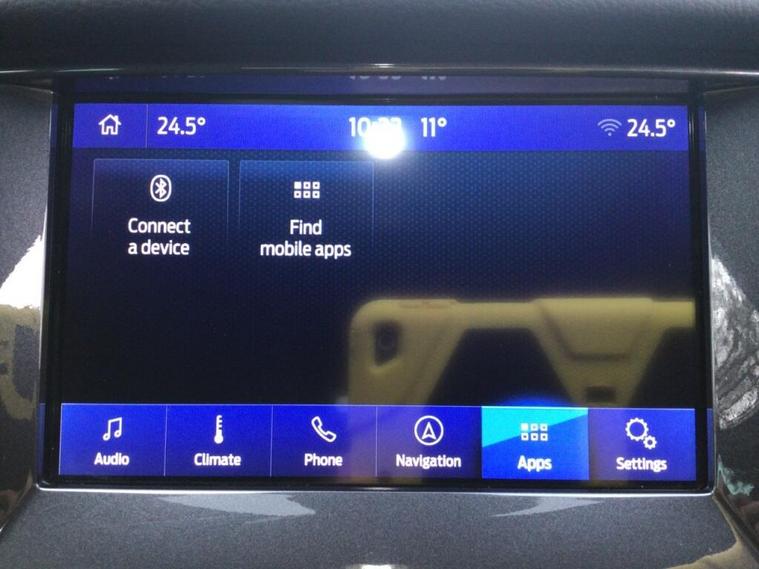 24.5°
11°
24.5°
Connect
a device
Find
mobile apps
Audio
Climate
Phone
Navigation
Apps
Settings